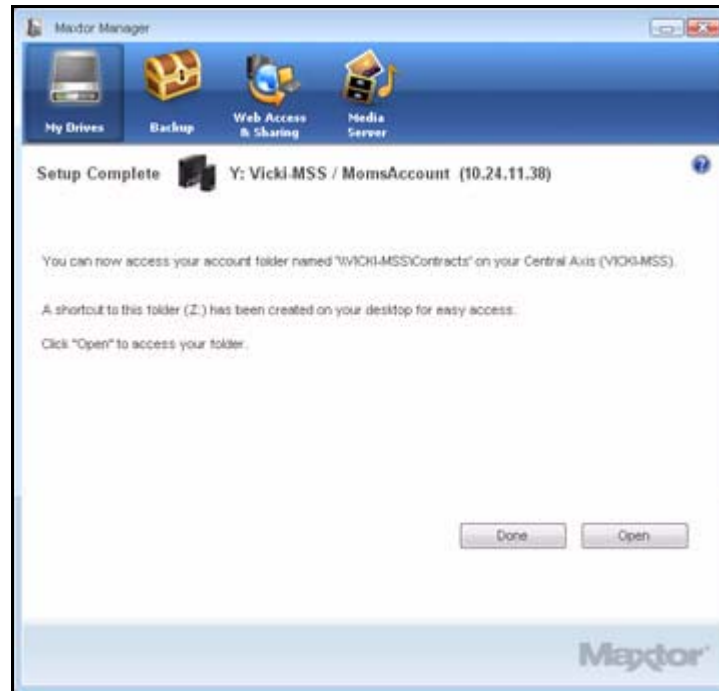 Maxtor Manager
My Drives
Backup
Web Access
& Sharing
Media
Server
Setup Complete
Y: Vicki-MSS / MomsAccount (10.24.11.38)
You can now access your account folder named '\\VICKI-MSS\Contracts' on your Central Axis (VICKI-MSS).
A shortcut to this folder (Z:) has been created on your desktop for easy access.
Click "Open" to access your folder.
Done
Open
Maxtor